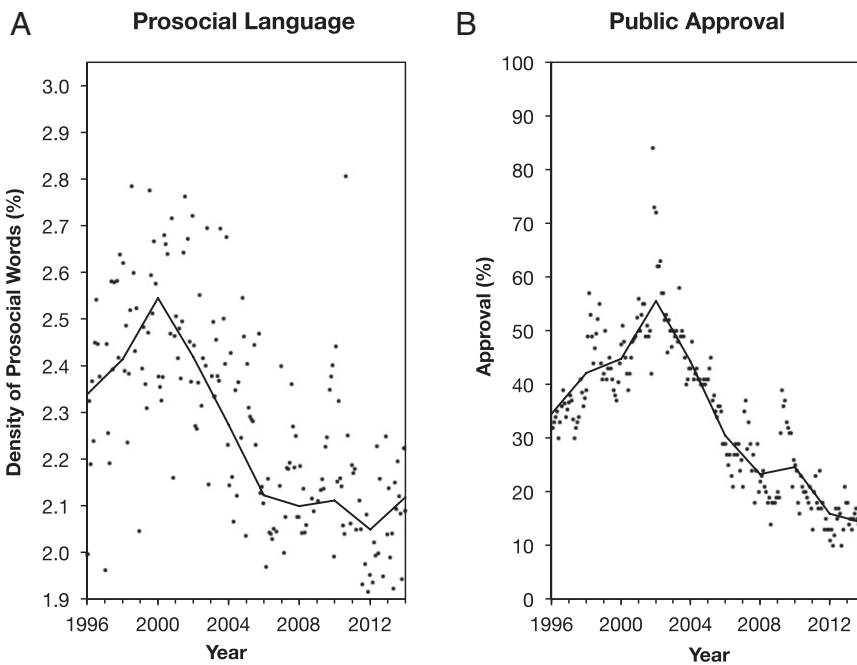 A
Prosocial Language
Density of Prosocial Words (%)
3.0
2.9
2.8
2.7
2.6
2.5
2.4
2.3
2.2
2.1
2.0
1.9
1996 2000 2004 2008 2012
Year
B
Public Approval
Approval (%)
100
90
80
70
60
50
40
30
20
10
0
1996 2000 2004 2008 2012
Year